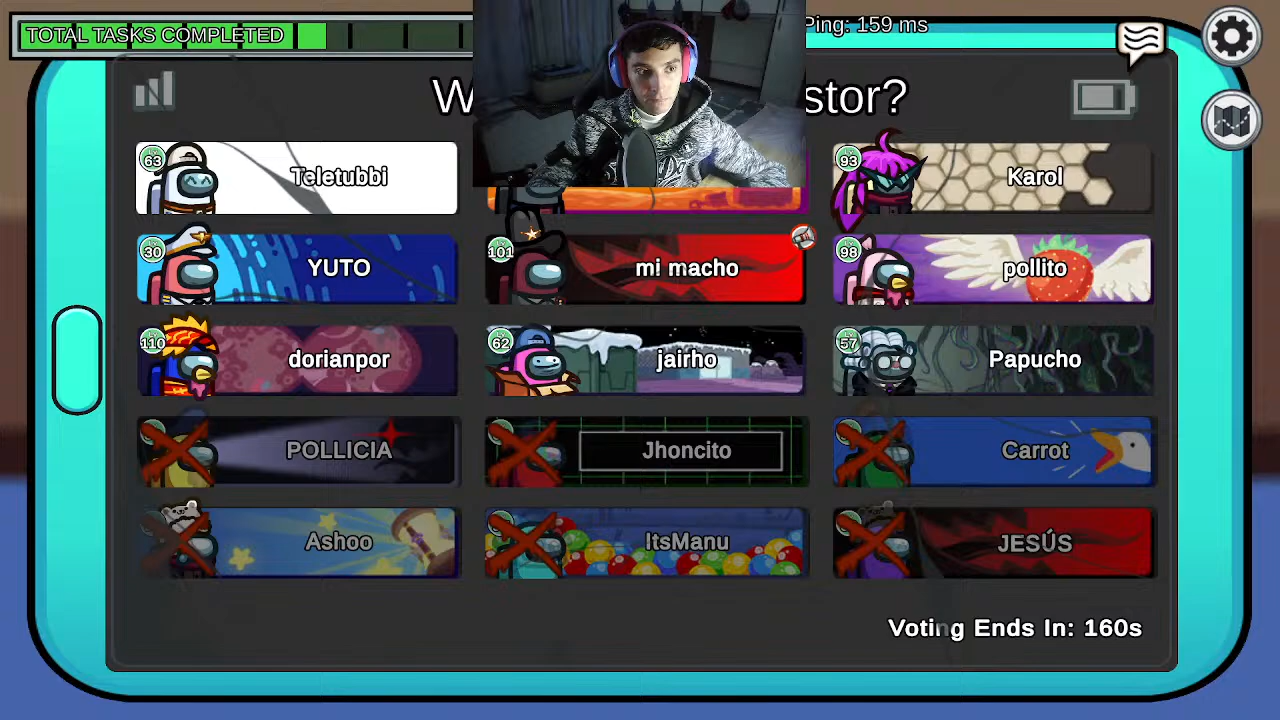 TOTAL TASKS COMPLETED
Ping: 159 ms
W
stor?
63
Teletubbi
93
Karol
30
YUTO
101
mi macho
98
pollito
110
dorianpor
62
jairho
57
Papucho
POLLICIA
Jhoncito
Carrot
Ashoo
ItsManu
JESÚS
Voting Ends In: 160s